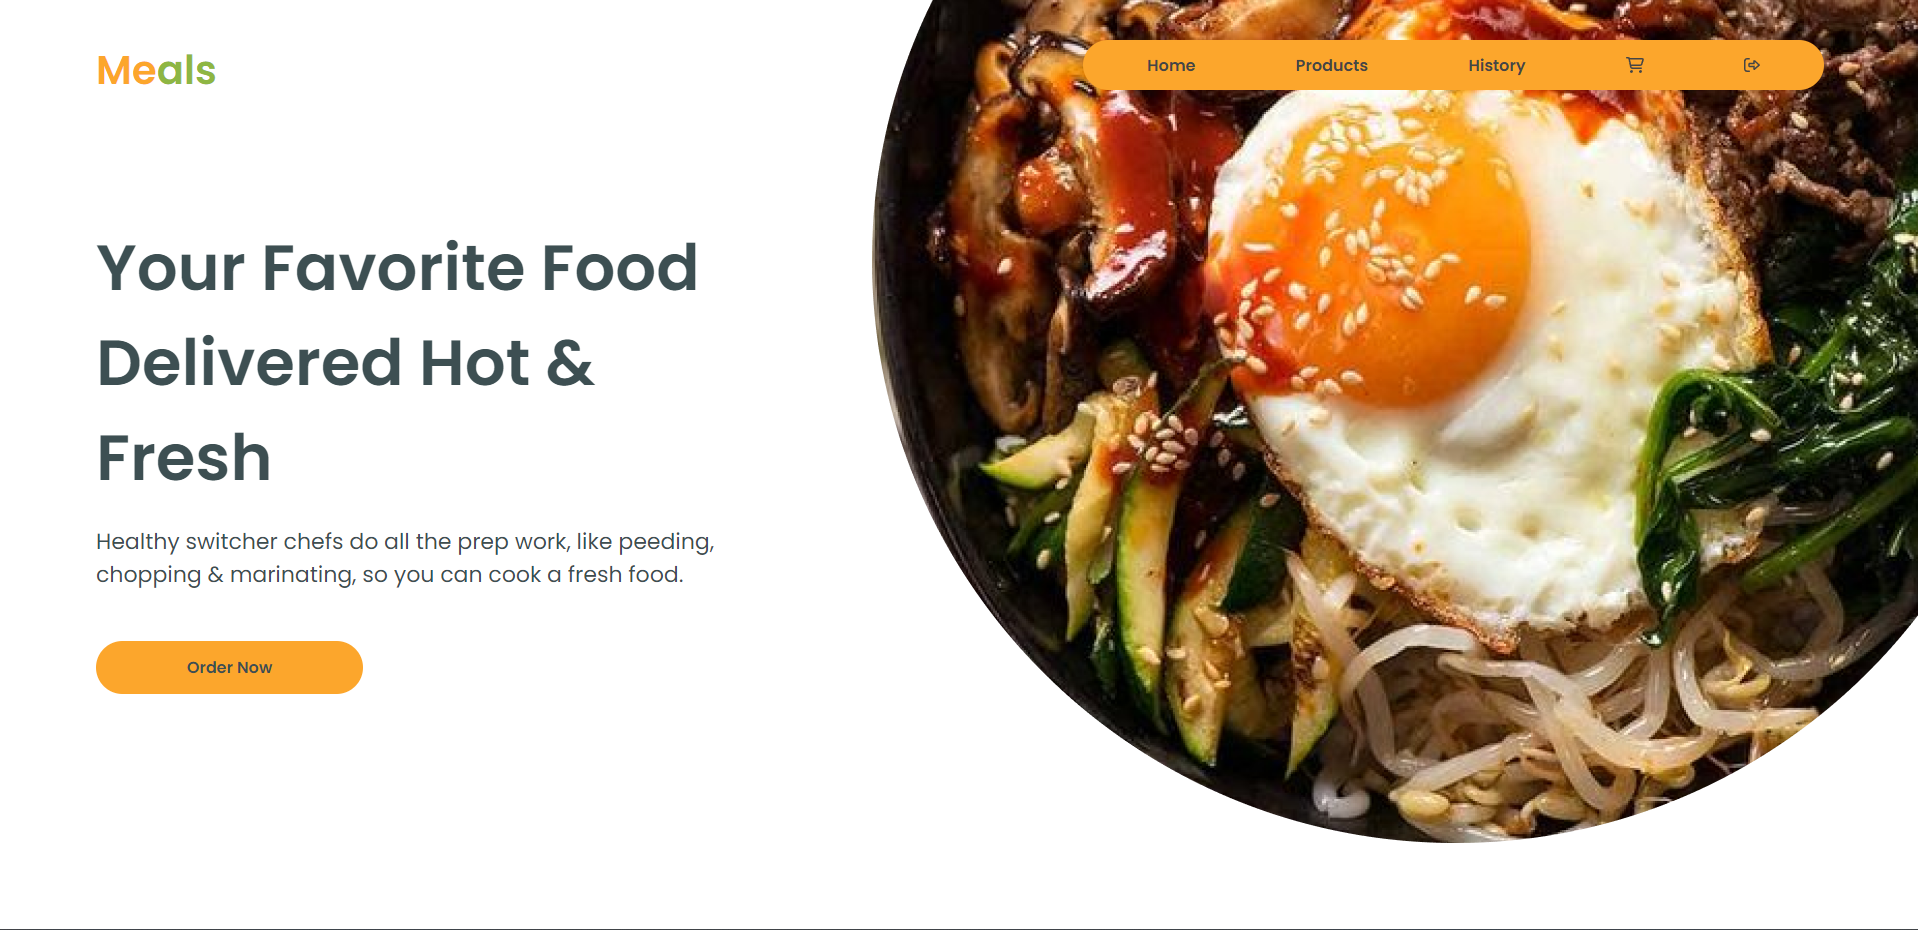 Meals
Home Products History
Your Favorite Food
Delivered Hot &
Fresh
Healthy switcher chefs do all the prep work, like peeding,
chopping & marinating, so you can cook a fresh food.
Order Now